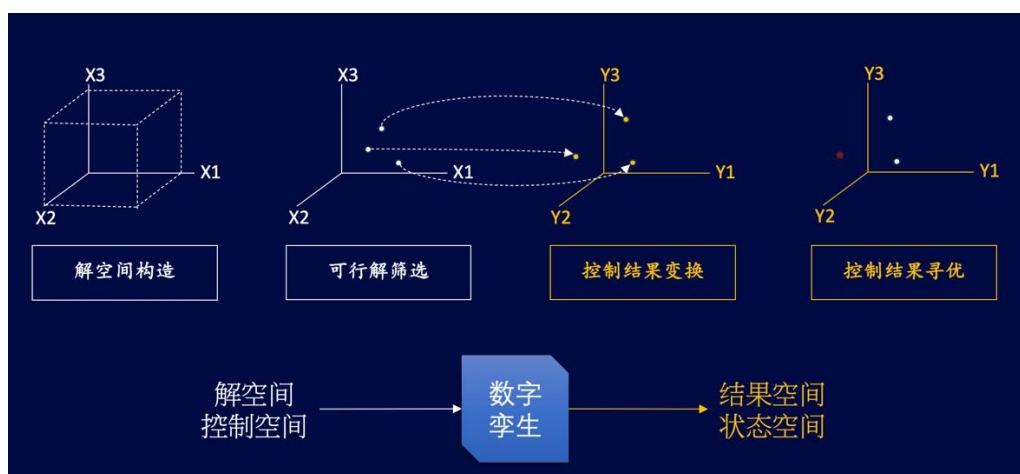 X3
X1
X2
解空间构造
X3
X1
X2
可行解筛选
Y3
Y1
Y2
控制结果变换
Y3
Y1
Y2
控制结果寻优
解空间
控制空间
数字
孪生
结果空间
状态空间